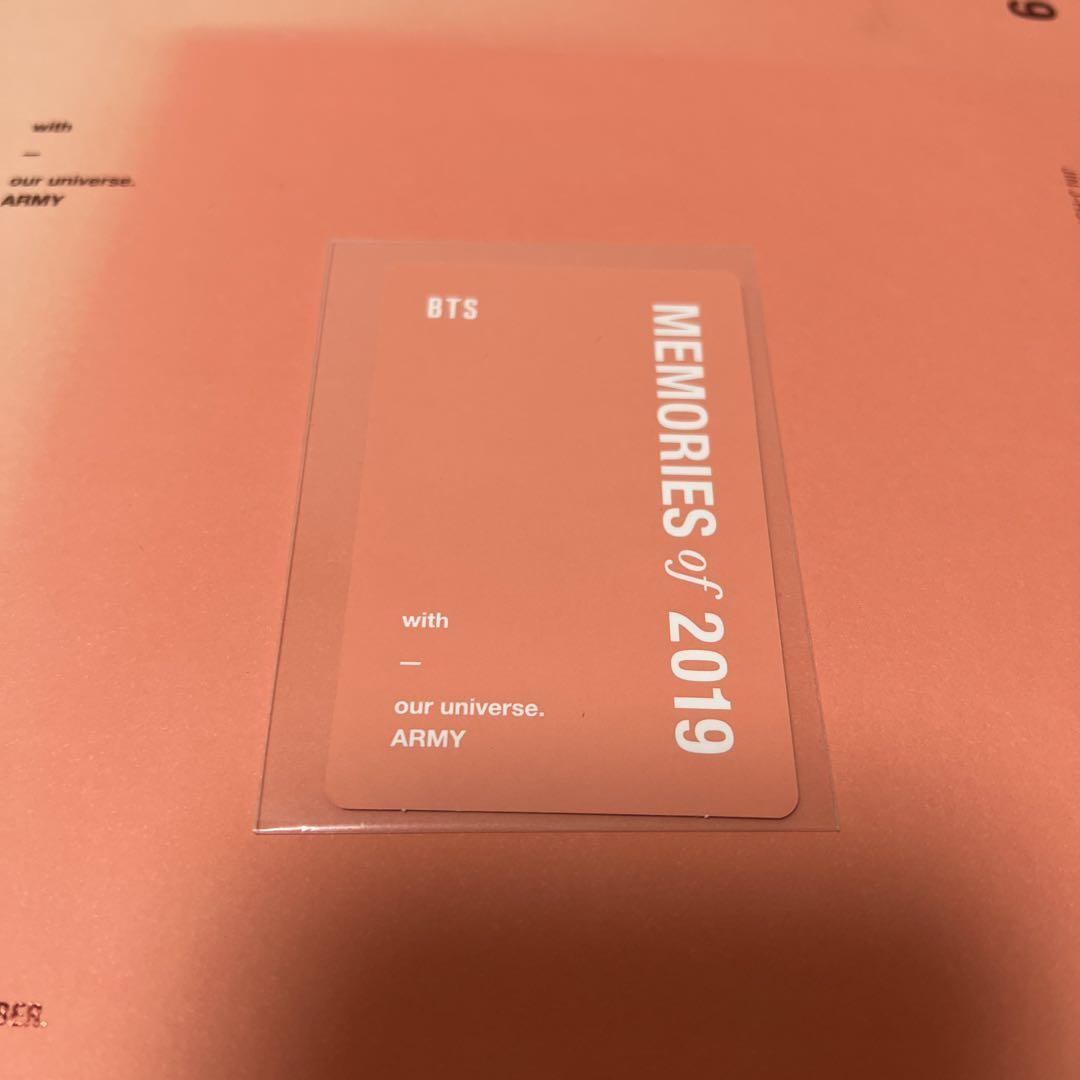 with
—
our universe.
ARMY
BTS
MEMORIES of 2019
with
—
our universe.
ARMY